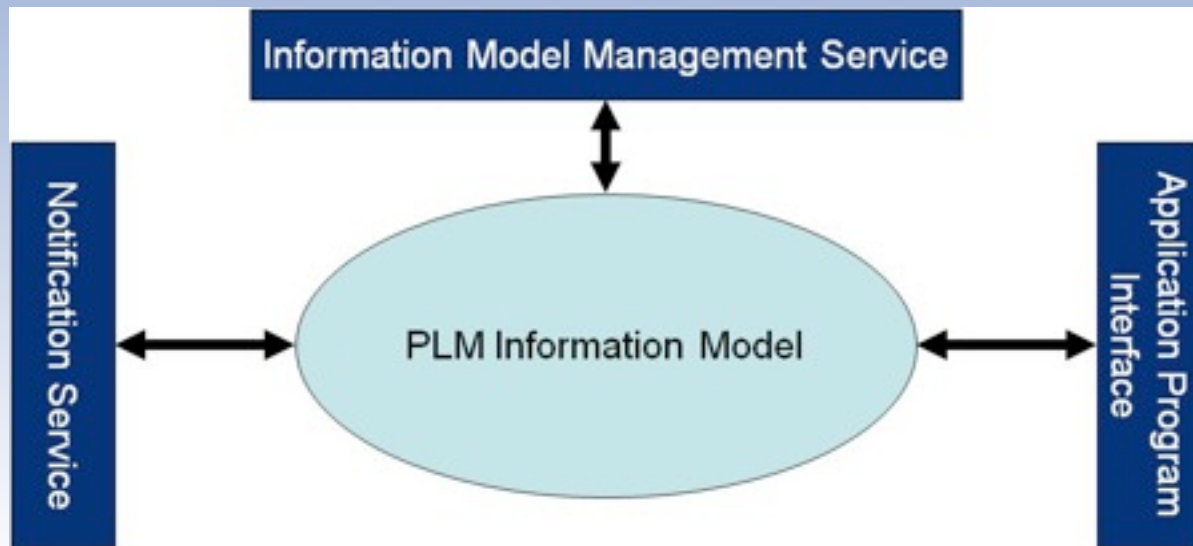 Information Model Management Service
Notification Service
PLM Information Model
Application Program
Interface